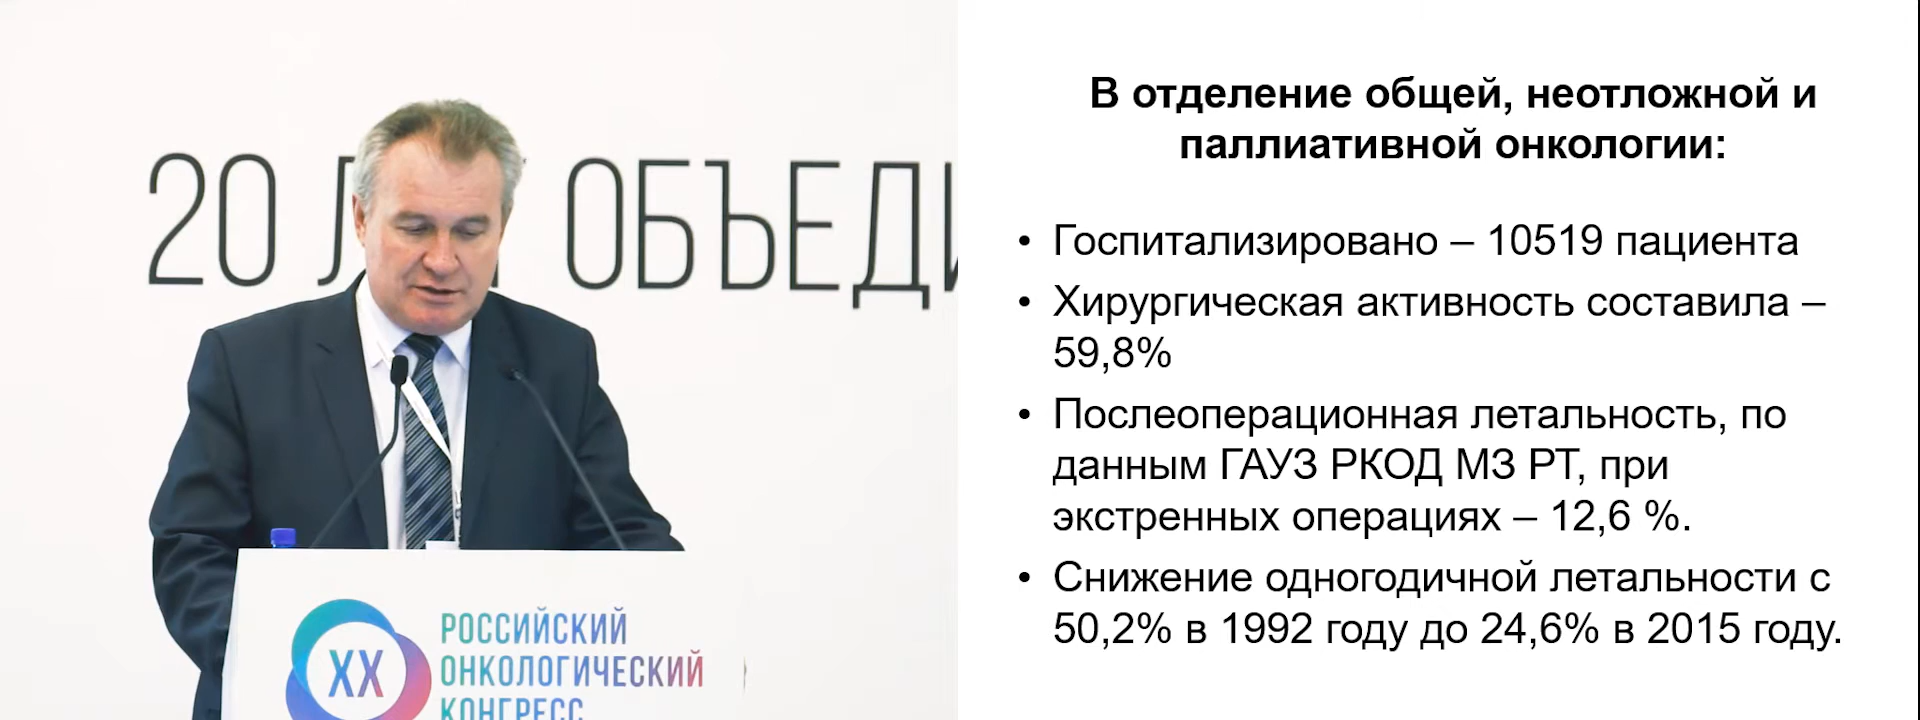 20 ОБЪЕДИ
РОССИЙСКИЙ
ОНКОЛОГИЧЕСКИЙ
КОНГРЕСС
XX
В отделение общей, неотложной и
паллиативной онкологии:
• Госпитализировано – 10519 пациента
• Хирургическая активность составила –
59,8%
• Послеоперационная летальность, по
данным ГАУЗ РКОД МЗ РТ, при
экстренных операциях – 12,6 %.
• Снижение одногодичной летальности с
50,2% в 1992 году до 24,6% в 2015 году.